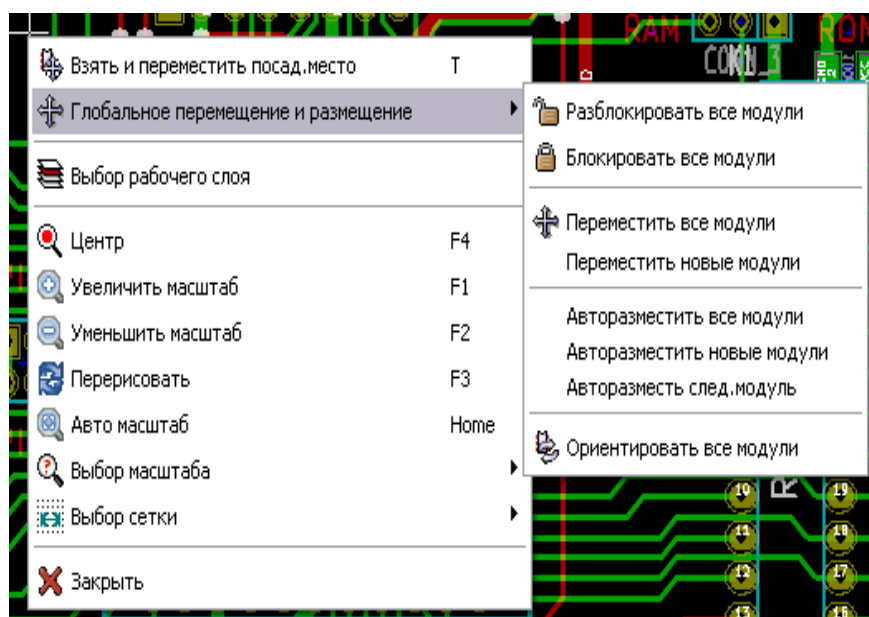 RAM
CON1_3
Взять и переместить посад.место T
Глобальное перемещение и размещение
Выбор рабочего слоя
Центр F4
Увеличить масштаб F1
Уменьшить масштаб F2
Перерисовать F3
Авто масштаб Home
Выбор масштаба
Выбор сетки
Закрыть
Разблокировать все модули
Блокировать все модули
Переместить все модули
Переместить новые модули
Авторазместить все модули
Авторазместить новые модули
Авторазместь след.модуль
Ориентировать все модули
10 19
11 18
12 17
13 16